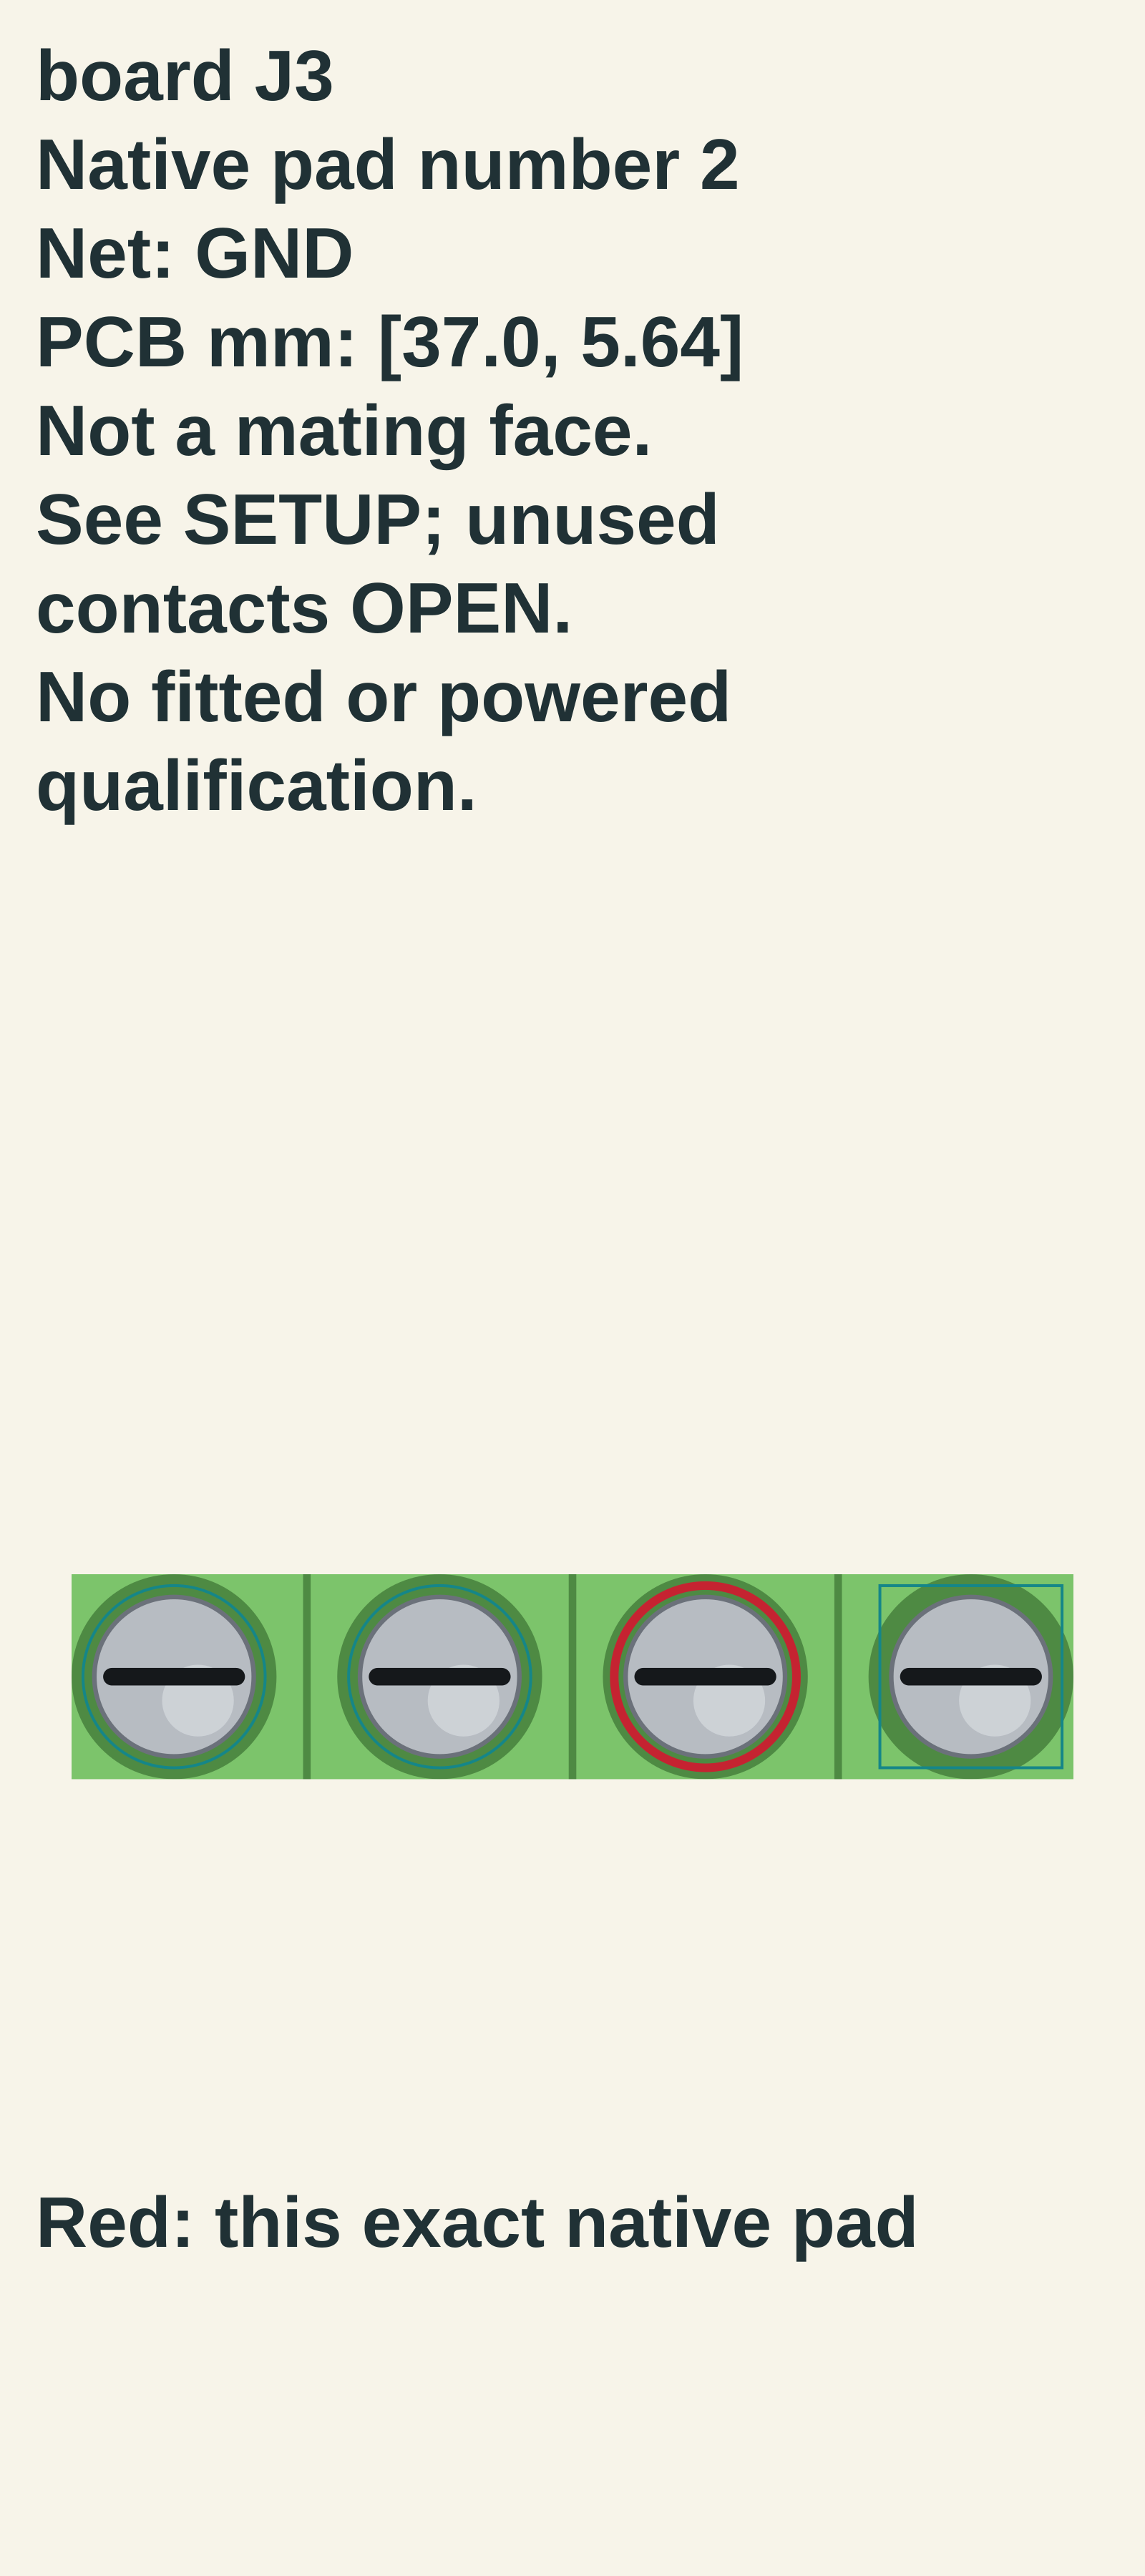 board J3
Native pad number 2
Net: GND
PCB mm: [37.0, 5.64]
Not a mating face.
See SETUP; unused
contacts OPEN.
No fitted or powered
qualification.
Red: this exact native pad